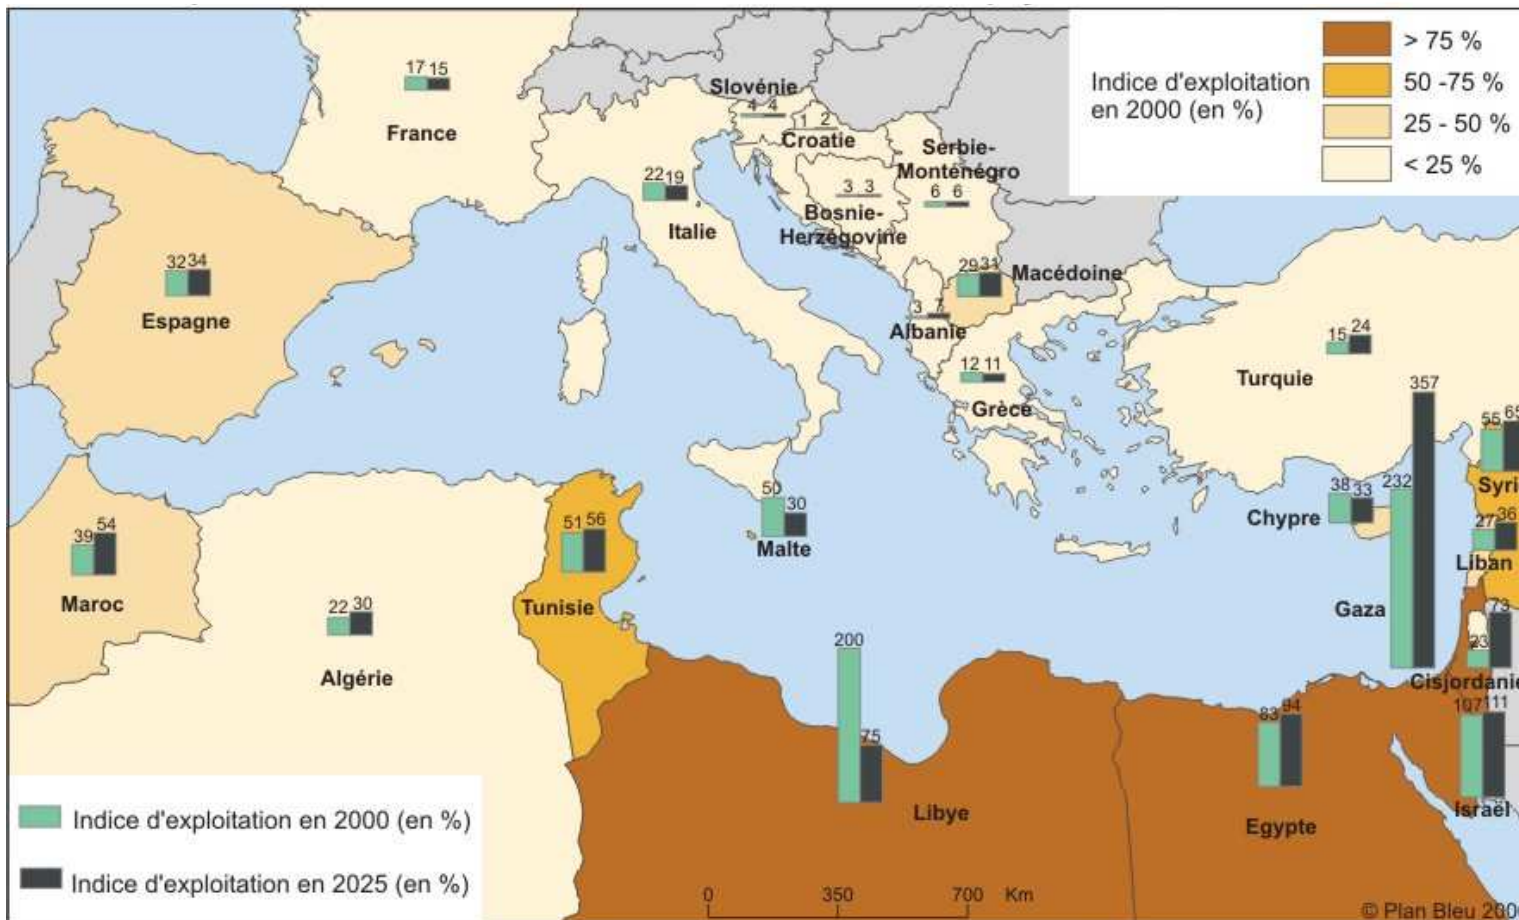 Indice d'exploitation
en 2000 (en %)
> 75 %
50 -75 %
25 - 50 %
< 25 %
17 15
France
Slovénie
4 4
1 2
Croatie
Serbie-
Monténégro
6 6
22 19
Italie
3 3
Bosnie-
Herzégovine
32 34
Espagne
29 31
Macédoine
3 7
Albanie
12 11
Grèce
15 24
Turquie
357
232
Gaza
55 65
Syri
38 33
Chypre
27 36
Liban
50 30
Malte
39 54
Maroc
22 30
Algérie
51 56
Tunisie
200
75
Libye
83 94
Egypte
73
23
Cisjordanie
107 111
Israël
Indice d'exploitation en 2000 (en %)
Indice d'exploitation en 2025 (en %)
0 350 700 Km
© Plan Bleu 200